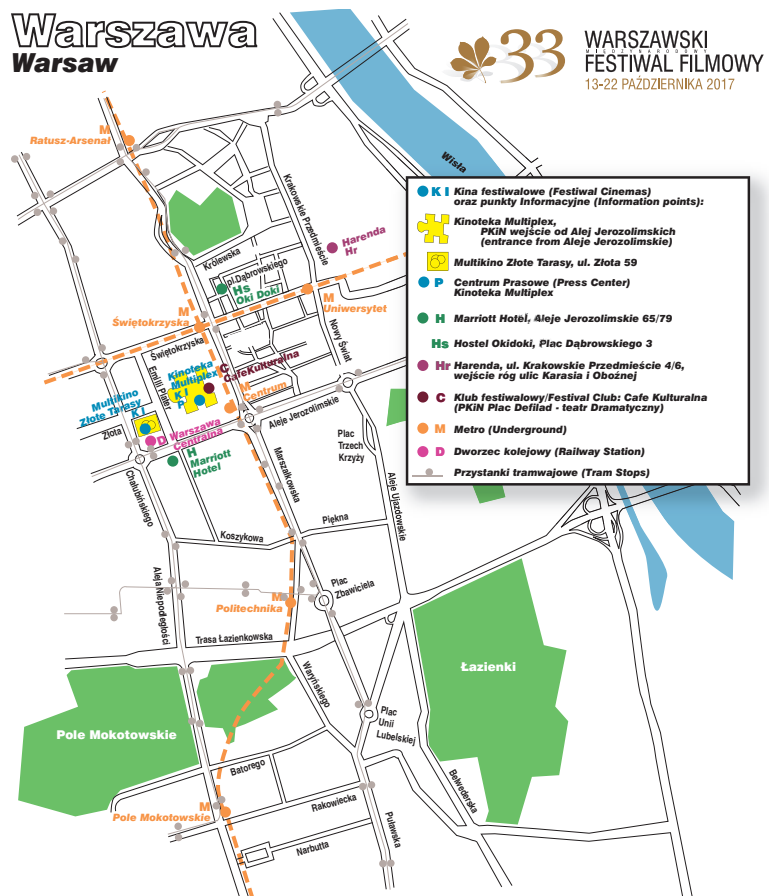 Warszawa
Warsaw
33
WARSZAWSKI
MIĘDZYNARODOWY
FESTIWAL FILMOWY
13-22 PAŹDZIERNIKA 2017
M
Ratusz-Arsenał
Wisła
Krakowskie Przedmieście
Harenda
Hr
Królewska
pl.Dąbrowskiego
Hs
Oki Doki
M
Uniwersytet
M
Świętokrzyska
Świętokrzyska
Nowy Świat
Kinoteka
Multiplex
K I
P
C
CafeKulturalna
Emilii Plater
M
Centrum
Multikino
Złote Tarasy
K I
Złota
D Warszawa
Centralna
Aleje Jerozolimskie
H
Marriott
Hotel
Plac
Trzech
Krzyży
Chałubińskiego
Marszałkowska
Aleje Ujazdowskie
Piękna
Koszykowa
Aleja Niepodległości
Plac
Zbawiciela
M
Politechnika
Trasa Łazienkowska
Waryńskiego
Łazienki
Pole Mokotowskie
Plac
Unii
Lubelskiej
Batorego
Belwederska
M
Pole Mokotowskie
Rakowiecka
Puławska
Narbutta
K I Kina festiwalowe (Festiwal Cinemas)
oraz punkty Informacyjne (Information points):
Kinoteka Multiplex,
PKiN wejście od Alej Jerozolimskich
(entrance from Aleje Jerozolimskie)
Multikino Złote Tarasy, ul. Złota 59
P Centrum Prasowe (Press Center)
Kinoteka Multiplex
H Marriott Hotel, Aleje Jerozolimskie 65/79
Hs Hostel Okidoki, Plac Dąbrowskiego 3
Hr Harenda, ul. Krakowskie Przedmieście 4/6,
wejście róg ulic Karasia i Oboźnej
C Klub festiwalowy/Festival Club: Cafe Kulturalna
(PKiN Plac Defilad - teatr Dramatyczny)
M Metro (Underground)
D Dworzec kolejowy (Railway Station)
Przystanki tramwajowe (Tram Stops)